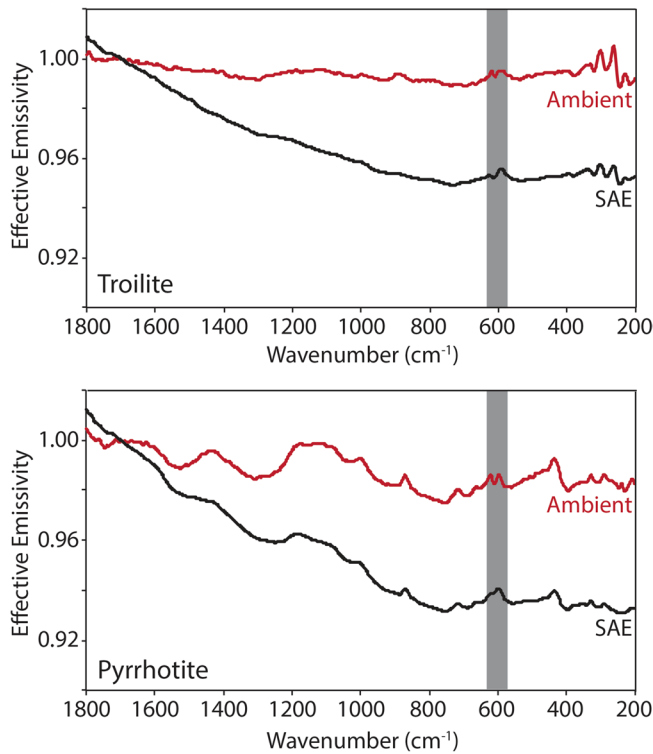 Effective Emissivity
1.00
0.96
0.92
Ambient
SAE
Troilite
1800 1600 1400 1200 1000 800 600 400 200
Wavenumber (cm-1)
Effective Emissivity
1.00
0.96
0.92
Ambient
SAE
Pyrrhotite
1800 1600 1400 1200 1000 800 600 400 200
Wavenumber (cm-1)